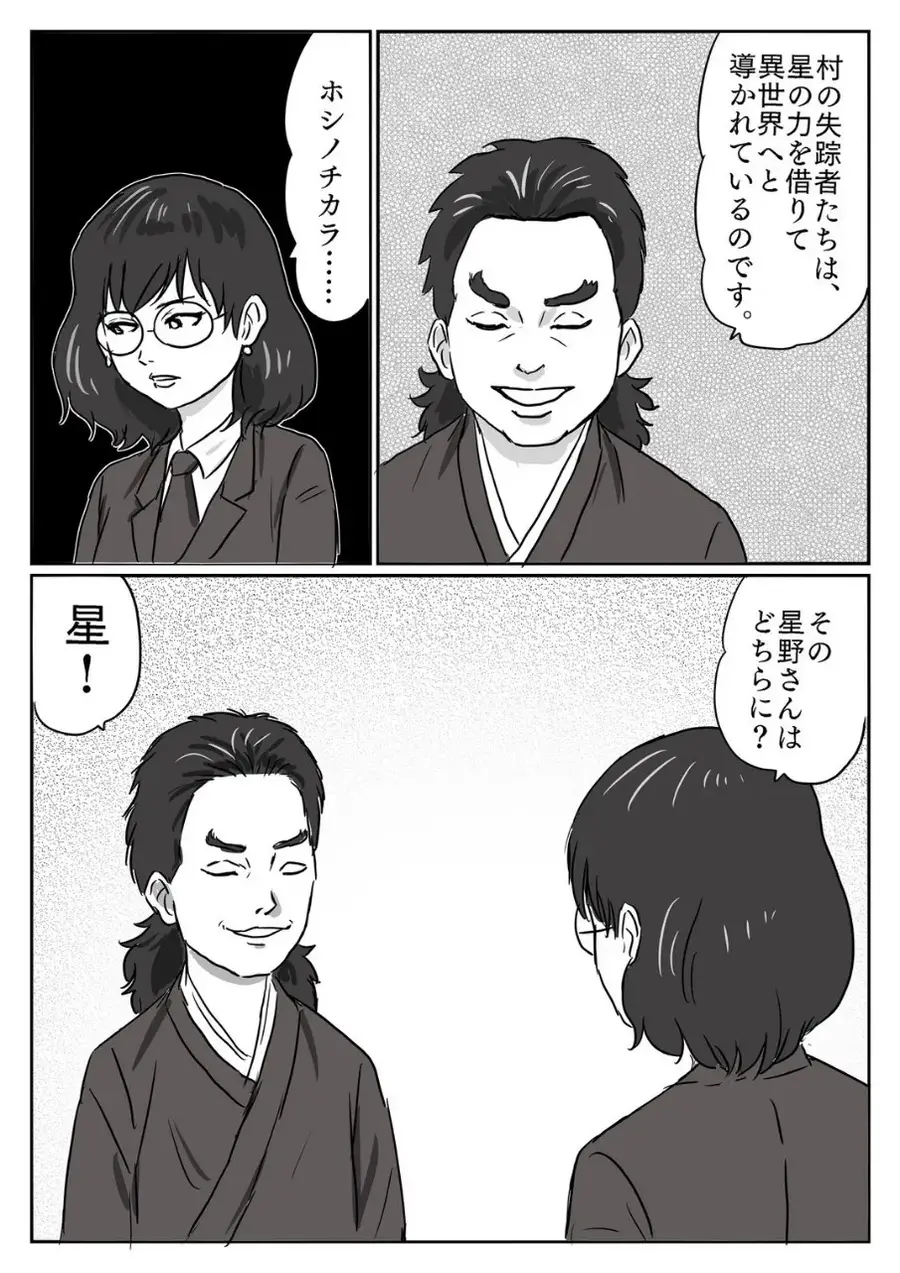 村の失踪者たちは、
星の力を借りて
異世界へと
導かれているのです。
ホシノチカラ……
その
星野さんは
どちらに？
星！